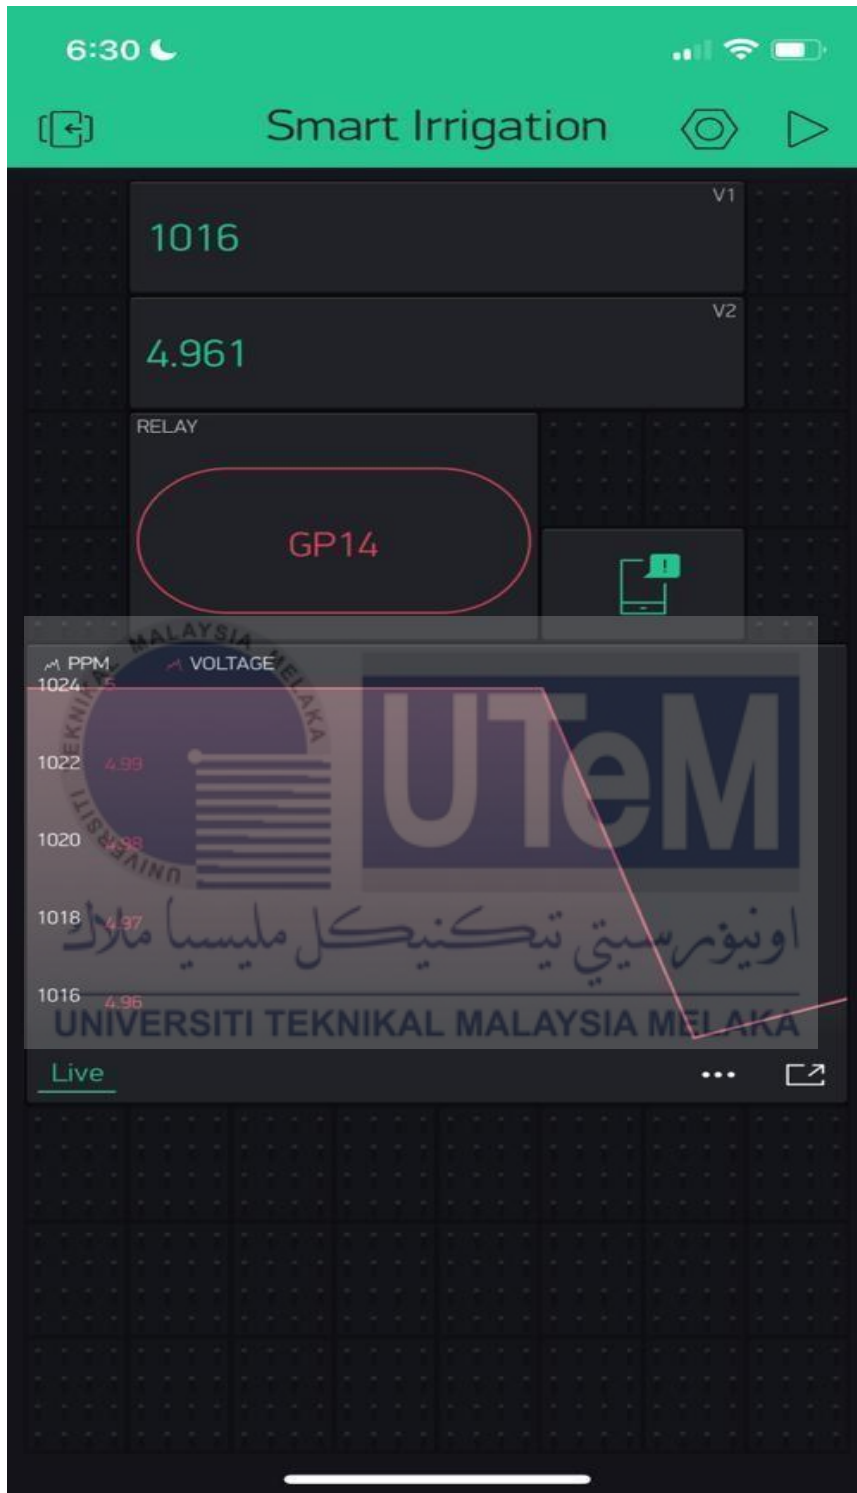 6:30
Smart Irrigation
V1
1016
V2
4.961
RELAY
GP14
PPM VOLTAGE
1024 5
1022 4.99
1020 4.98
1018 4.97
1016 4.96
UNIVERSITI TEKNIKAL MALAYSIA MELAKA
UTeM
اونيۏرسيتي تيكنيكل مليسيا ملاك
UNIVERSITI TEKNIKAL MALAYSIA MELAKA
Live